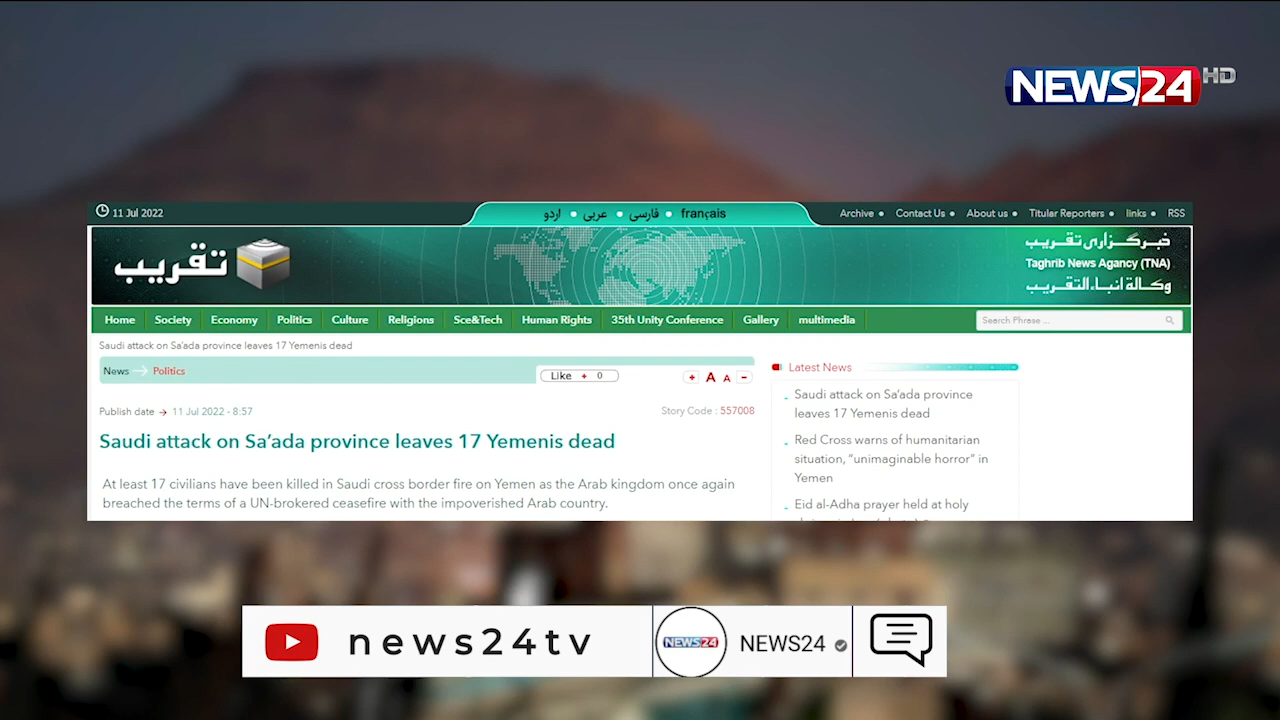 NEWS24 HD
11 Jul 2022
اردو • عربی • فارسی • français
Archive • Contact Us • About us • Titular Reporters • links • RSS
تقريب
خبرگزاری تقریب
Taghrib News Agancy (TNA)
وكالة انباء التقريب
Home Society Economy Politics Culture Religions Sce&Tech Human Rights 35th Unity Conference Gallery multimedia
Search Phrase ...
Saudi attack on Sa'ada province leaves 17 Yemenis dead
News Politics
Like + 0
+ A A -
Publish date 11 Jul 2022 - 8:57
Story Code : 557008
Saudi attack on Sa'ada province leaves 17 Yemenis dead
At least 17 civilians have been killed in Saudi cross border fire on Yemen as the Arab kingdom once again
breached the terms of a UN-brokered ceasefire with the impoverished Arab country.
Latest News
Saudi attack on Sa'ada province
leaves 17 Yemenis dead
Red Cross warns of humanitarian
situation, "unimaginable horror" in
Yemen
Eid al-Adha prayer held at holy
news24tv
NEWS24
NEWS24